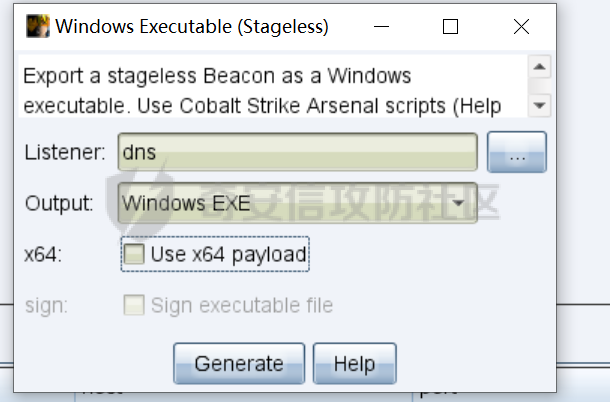 Windows Executable (Stageless)
Export a stageless Beacon as a Windows
executable. Use Cobalt Strike Arsenal scripts (Help
Listener: dns ...
Output: Windows EXE
奇安信攻防社区
x64: Use x64 payload
sign: Sign executable file
Generate Help